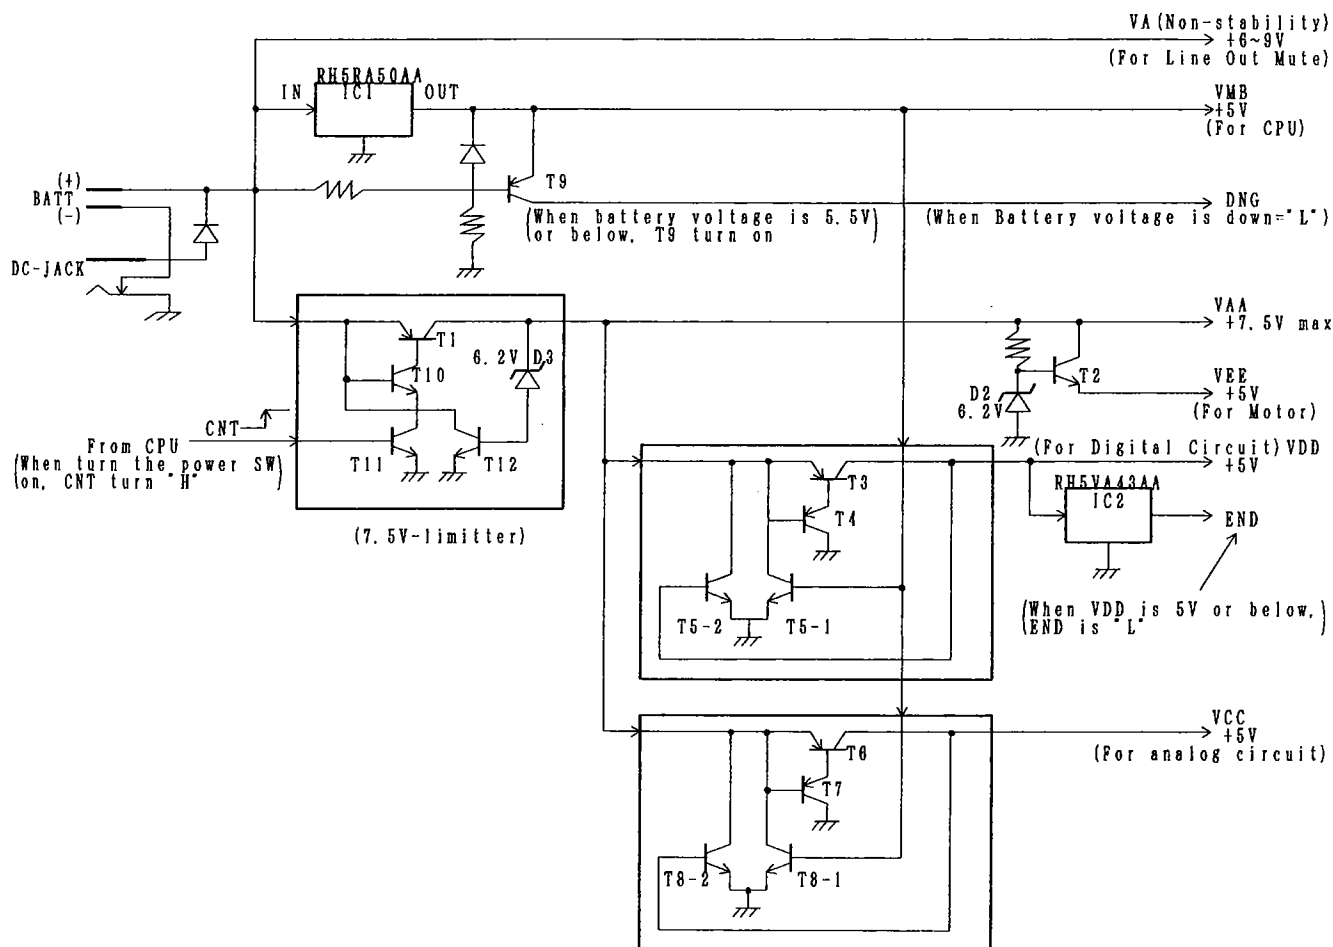 VA (Non-stability)
+6~9V
(For Line Out Mute)
RH5RA50AA
IN IC1 OUT
VMB
+5V
(For CPU)
(+)
BATT
(-)
T9
DNG
(When battery voltage is 5.5V
or below, T9 turn on)
(When Battery voltage is down="L")
DC-JACK
VAA
+7.5V max
T1
6.2V D3
T10
T2
D2
6.2V
VEE
+5V
(For Motor)
CNT
From CPU
(When turn the power SW
on, CNT turn "H")
T11
T12
(7.5V-limitter)
(For Digital Circuit) VDD
+5V
T3
RH5VA43AA
IC2
T4
END
(When VDD is 5V or below,
END is "L")
T5-2
T5-1
VCC
+5V
(For analog circuit)
T6
T7
T8-2
T8-1